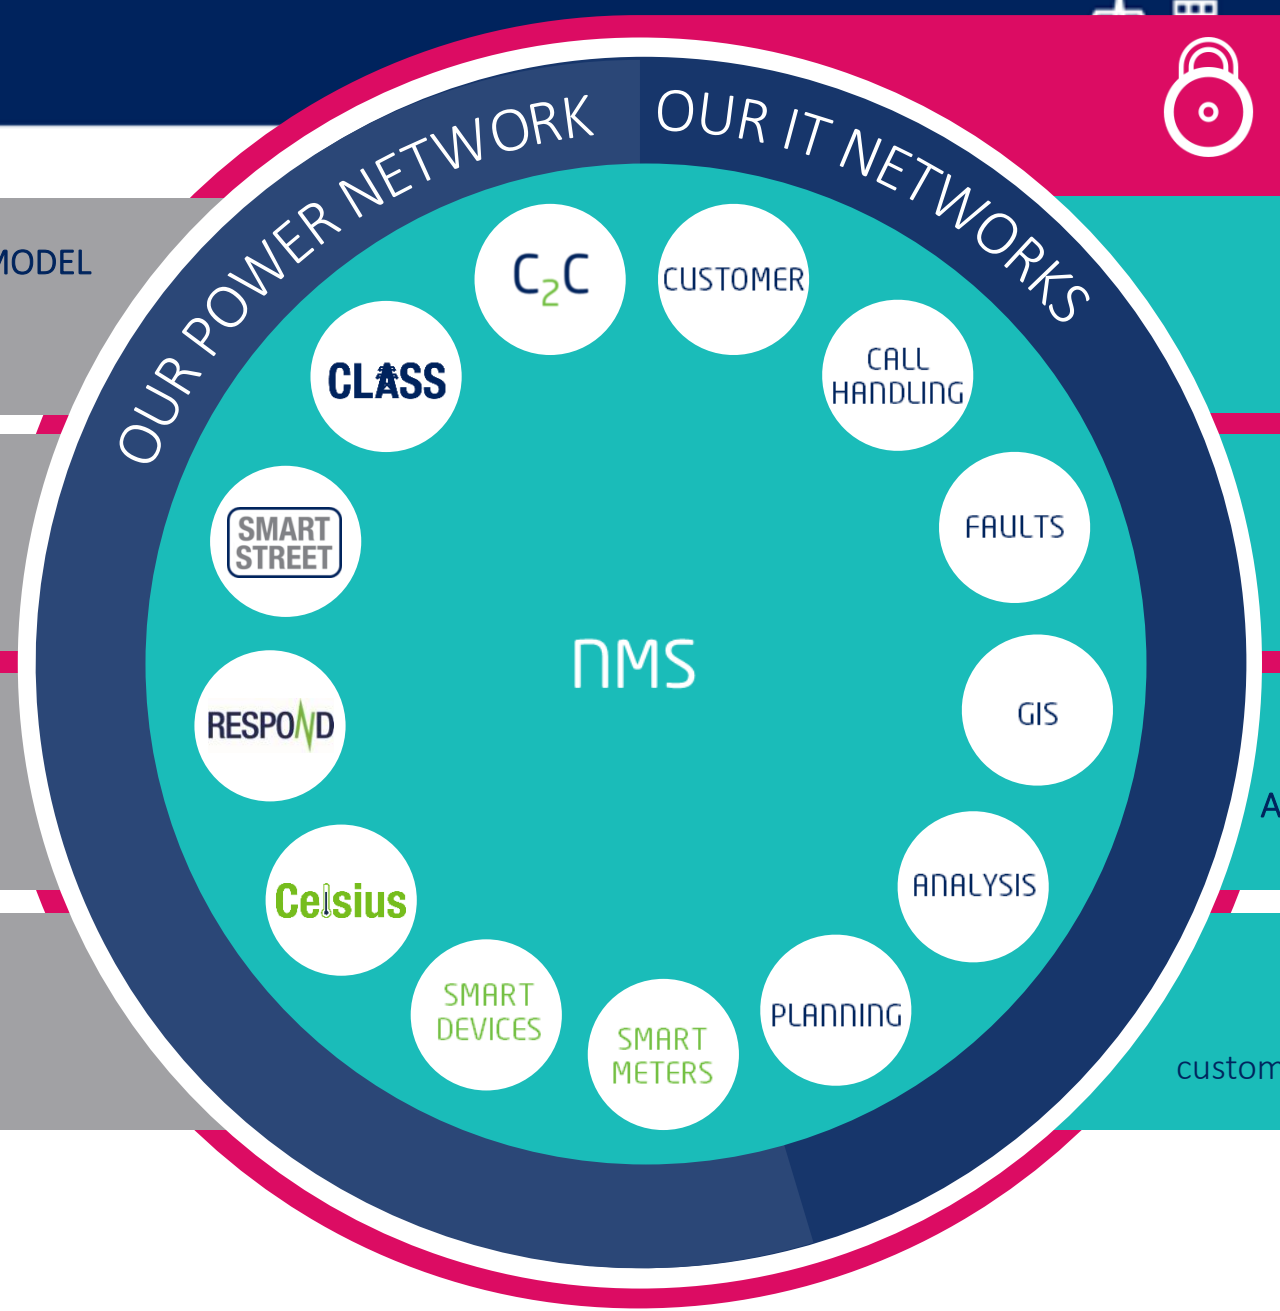 OUR POWER NETWORK
OUR IT NETWORKS
C2C
CUSTOMER
CLASS
CALL
HANDLING
SMART
STREET
FAULTS
NMS
RESPOND
GIS
Celsius
ANALYSIS
SMART
DEVICES
SMART
METERS
PLANNING
MODEL
A
custom